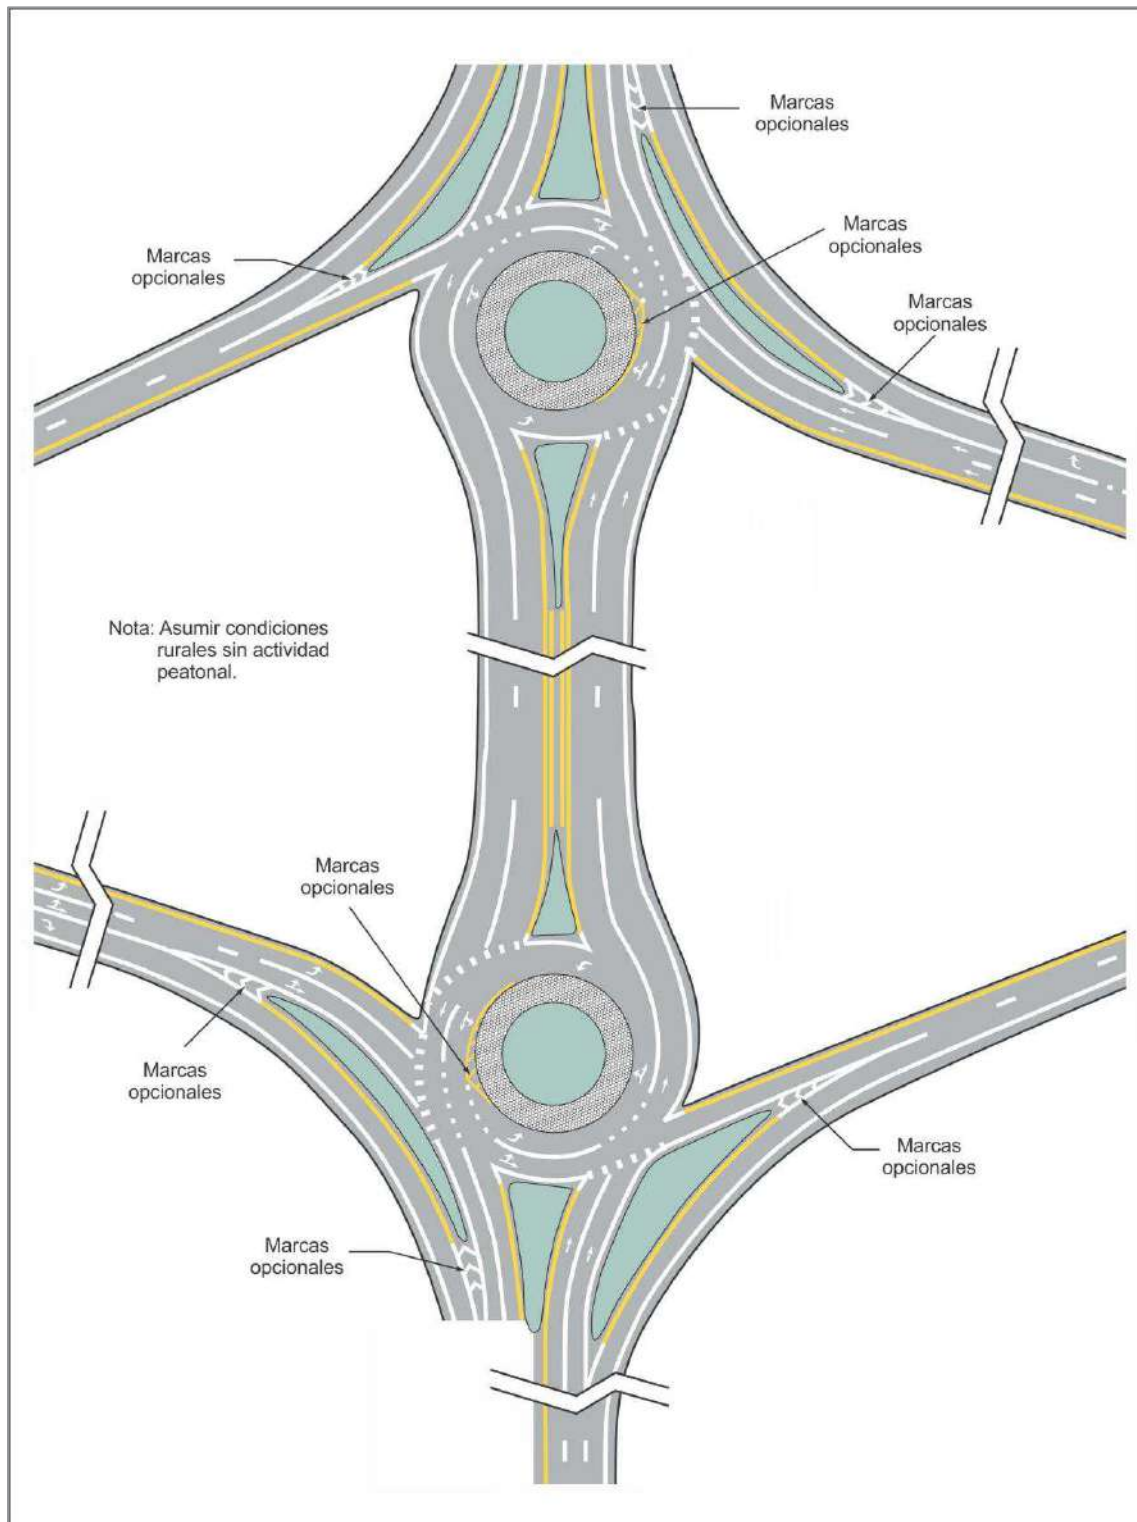 Marcas
opcionales
Marcas
opcionales
Marcas
opcionales
Marcas
opcionales
Nota: Asumir condiciones
rurales sin actividad
peatonal.
Marcas
opcionales
Marcas
opcionales
Marcas
opcionales
Marcas
opcionales